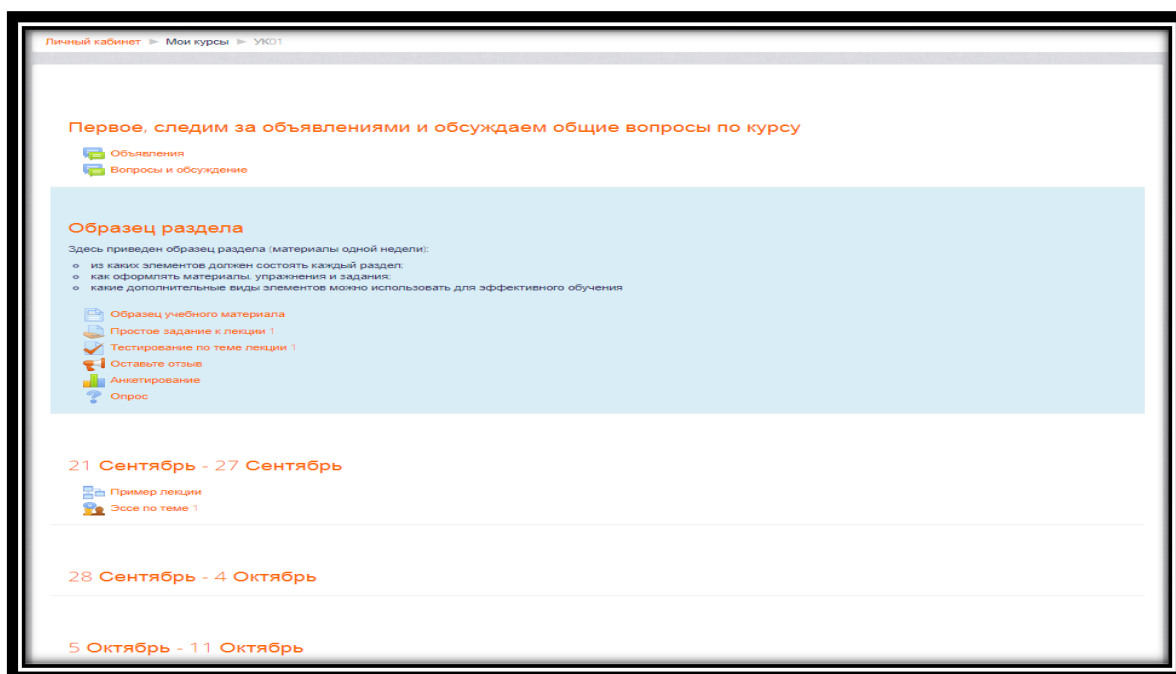 Личный кабинет ► Мои курсы ► УК01
Первое, следим за объявлениями и обсуждаем общие вопросы по курсу
Объявления
Вопросы и обсуждение
Образец раздела
Здесь приведен образец раздела (материалы одной недели):
из каких элементов должен состоять каждый раздел;
как оформлять материалы, упражнения и задания;
какие дополнительные виды элементов можно использовать для эффективного обучения
Образец учебного материала
Простое задание к лекции 1
Тестирование по теме лекции 1
Оставьте отзыв
Анкетирование
Опрос
21 Сентябрь - 27 Сентябрь
Пример лекции
Эссе по теме 1
28 Сентябрь - 4 Октябрь
5 Октябрь - 11 Октябрь